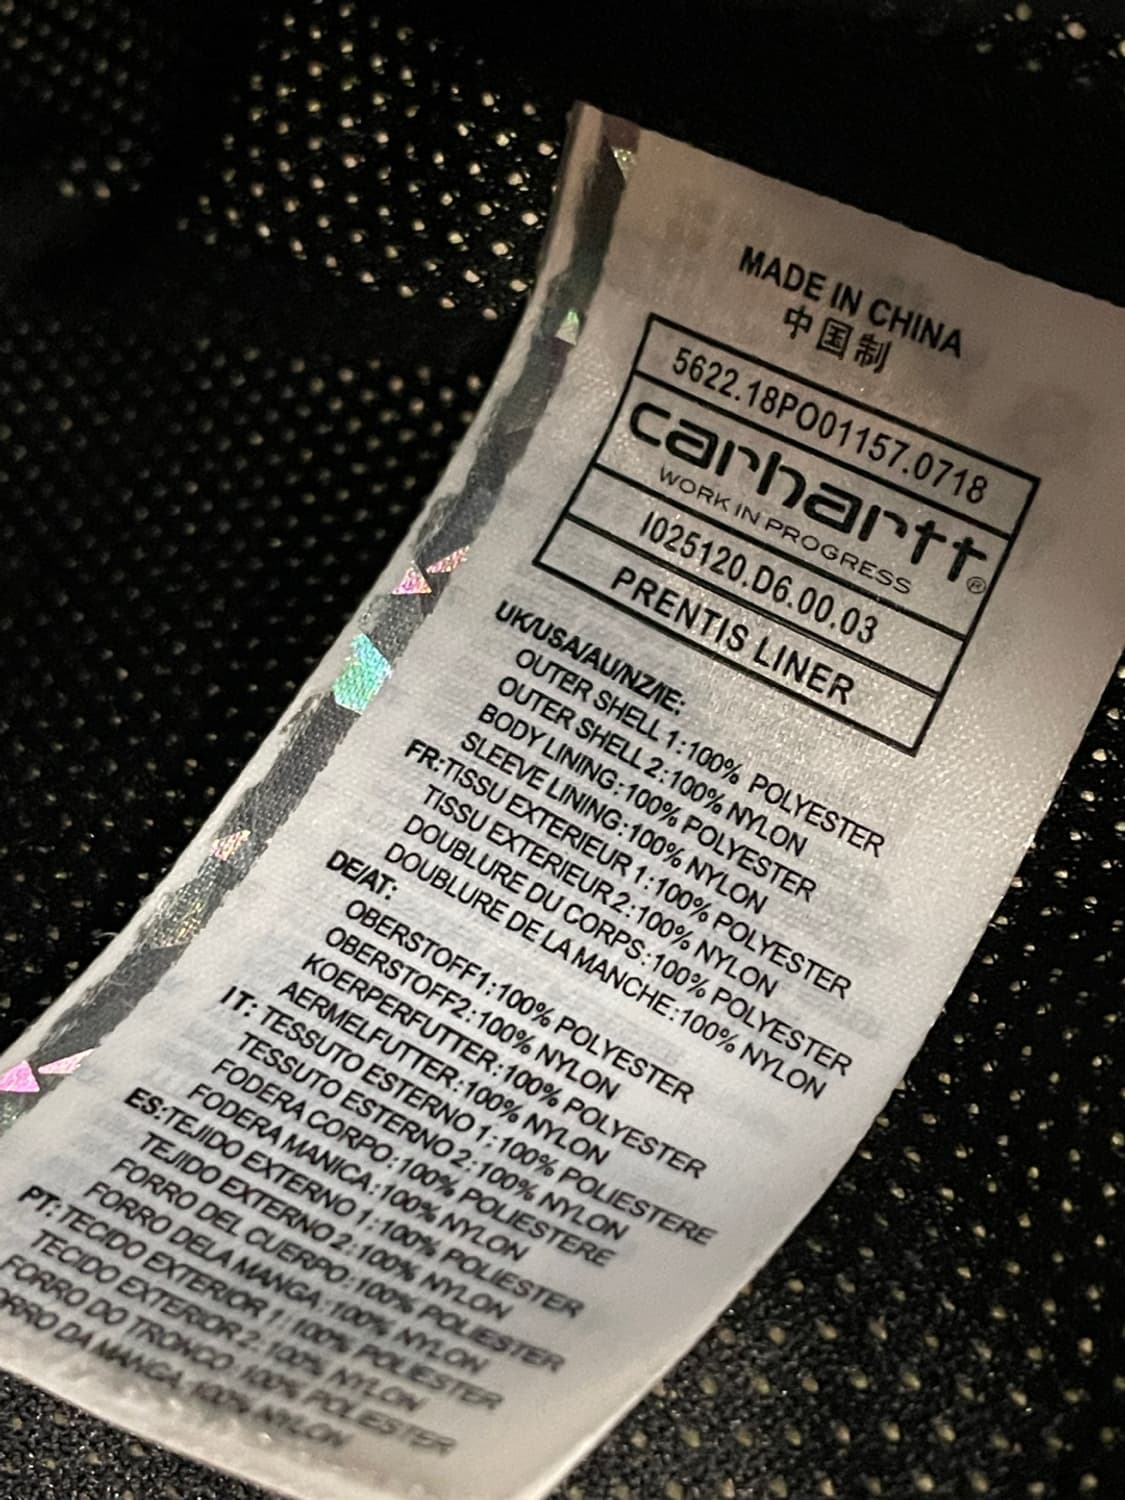 MADE IN CHINA
中国制
5622.18PO01157.0718
carhartt
WORK IN PROGRESS ®
I025120.D6.00.03
PRENTIS LINER
UK/USA/AU/NZ/IE:
OUTER SHELL 1:100% POLYESTER
OUTER SHELL 2:100% NYLON
BODY LINING:100% POLYESTER
SLEEVE LINING:100% NYLON
FR:TISSU EXTERIEUR 1:100% POLYESTER
TISSU EXTERIEUR 2:100% NYLON
DOUBLURE DU CORPS:100% POLYESTER
DOUBLURE DE LA MANCHE:100% NYLON
DE/AT:
OBERSTOFF1:100% POLYESTER
OBERSTOFF2:100% NYLON
KOERPERFUTTER:100% POLYESTER
AERMELFUTTER:100% NYLON
IT: TESSUTO ESTERNO 1:100% POLIESTERE
TESSUTO ESTERNO 2:100% NYLON
FODERA CORPO:100% POLIESTERE
FODERA MANICA:100% NYLON
ES:TEJIDO EXTERNO 1:100% POLIESTER
TEJIDO EXTERNO 2:100% NYLON
FORRO DEL CUERPO:100% POLIESTER
FORRO DELA MANGA:100% NYLON
PT:TECIDO EXTERIOR 1:100% POLIESTER
TECIDO EXTERIOR2:100% NYLON
FORRO DO TRONCO:100% POLIESTER
ORRO DA MANGA:100% NYLON